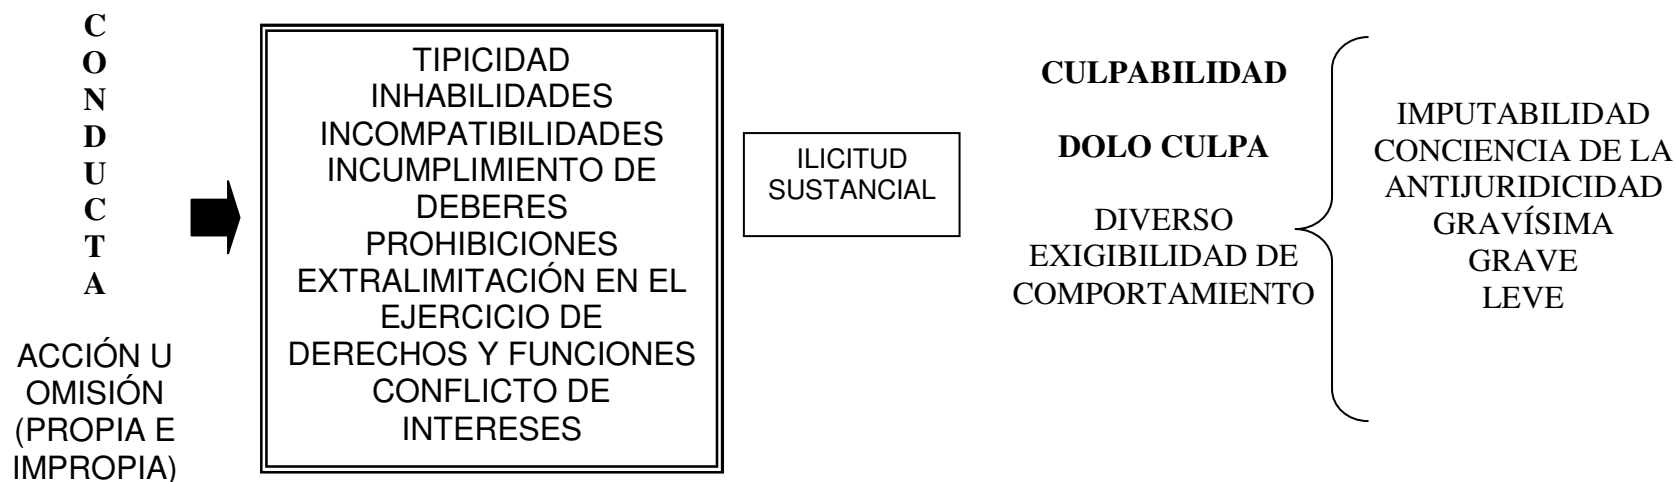 C
O
N
D
U
C
T
A
ACCIÓN U
OMISIÓN
(PROPIA E
IMPROPIA)
TIPICIDAD
INHABILIDADES
INCOMPATIBILIDADES
INCUMPLIMIENTO DE
DEBERES
PROHIBICIONES
EXTRALIMITACIÓN EN EL
EJERCICIO DE
DERECHOS Y FUNCIONES
CONFLICTO DE
INTERESES
ILICITUD
SUSTANCIAL
CULPABILIDAD
DOLO CULPA
DIVERSO
EXIGIBILIDAD DE
COMPORTAMIENTO
IMPUTABILIDAD
CONCIENCIA DE LA
ANTIJURIDICIDAD
GRAVÍSIMA
GRAVE
LEVE